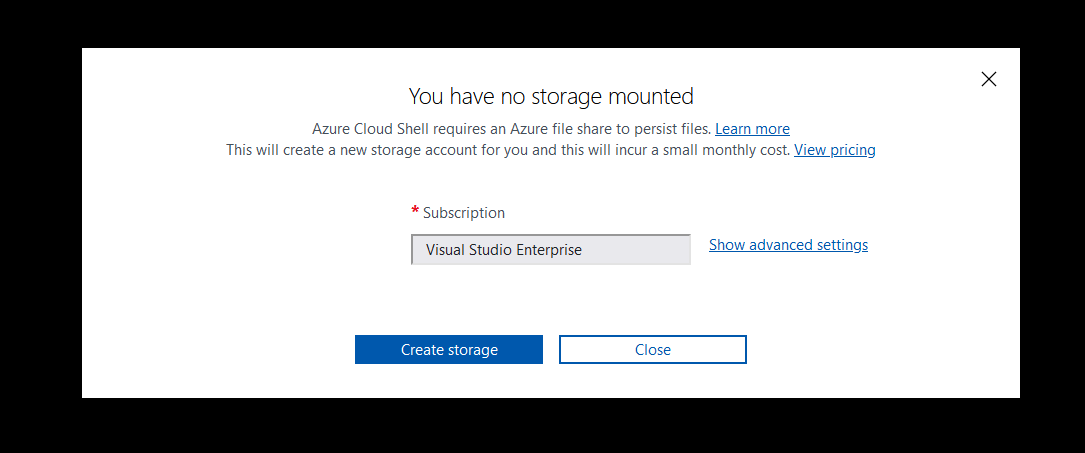 You have no storage mounted
Azure Cloud Shell requires an Azure file share to persist files. Learn more
This will create a new storage account for you and this will incur a small monthly cost. View pricing
* Subscription
Visual Studio Enterprise
Show advanced settings
Create storage
Close